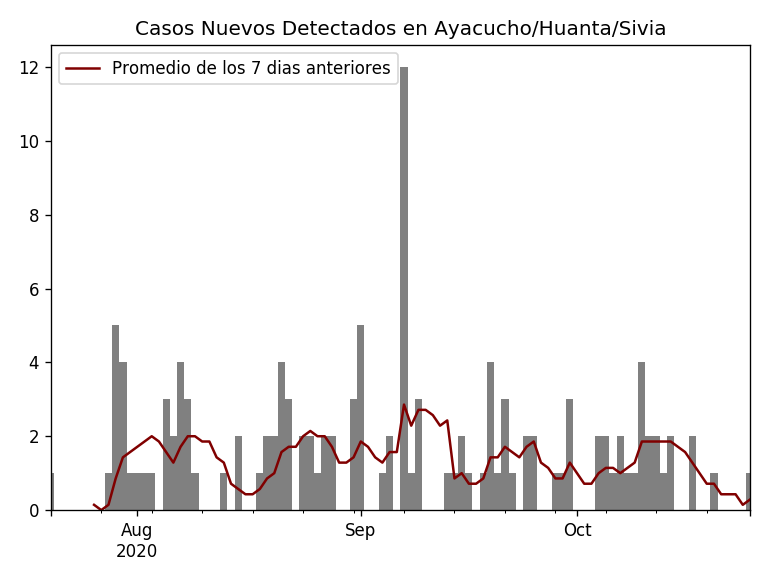 Casos Nuevos Detectados en Ayacucho/Huanta/Sivia
Promedio de los 7 dias anteriores
12
10
8
6
4
2
0
Aug
2020
Sep
Oct